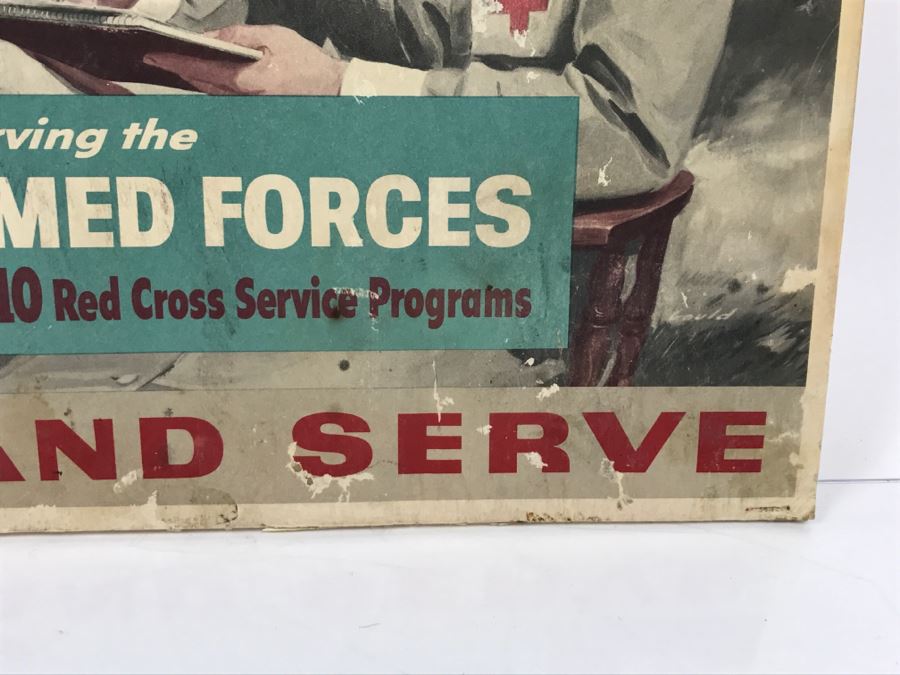 rving the
MED FORCES
10 Red Cross Service Programs
AND SERVE